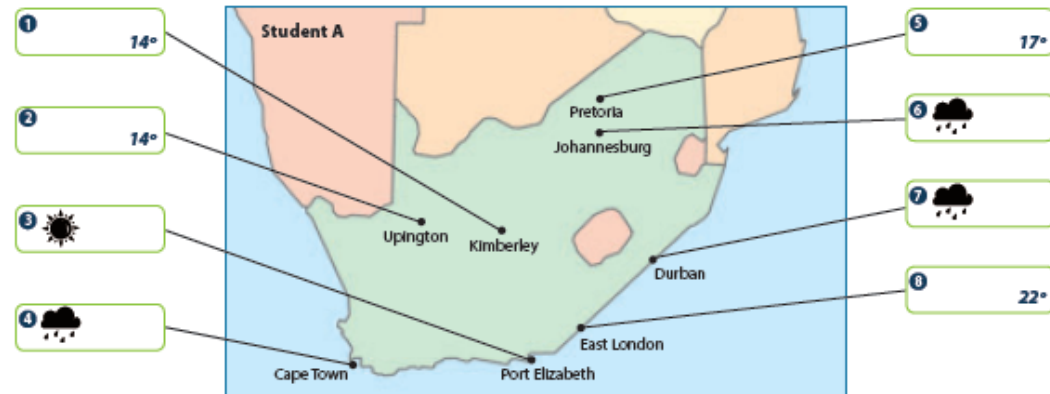 Student A
1
14°
2
14°
3
4
5
17°
6
7
8
22°
Pretoria
Johannesburg
Upington
Kimberley
Durban
East London
Cape Town
Port Elizabeth